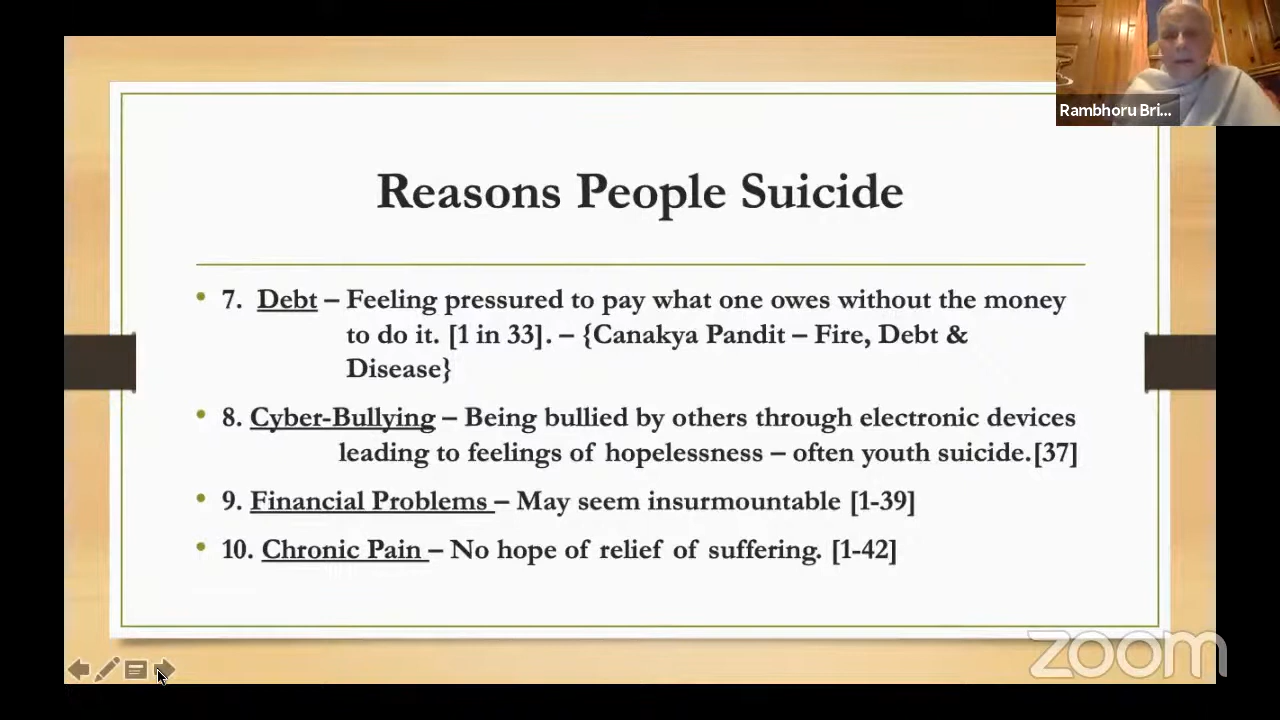 Rambhoru Bri...
Reasons People Suicide
• 7. Debt – Feeling pressured to pay what one owes without the money
to do it. [1 in 33]. – {Canakya Pandit – Fire, Debt &
Disease}
• 8. Cyber-Bullying – Being bullied by others through electronic devices
leading to feelings of hopelessness – often youth suicide.[37]
• 9. Financial Problems – May seem insurmountable [1-39]
• 10. Chronic Pain – No hope of relief of suffering. [1-42]
zoom